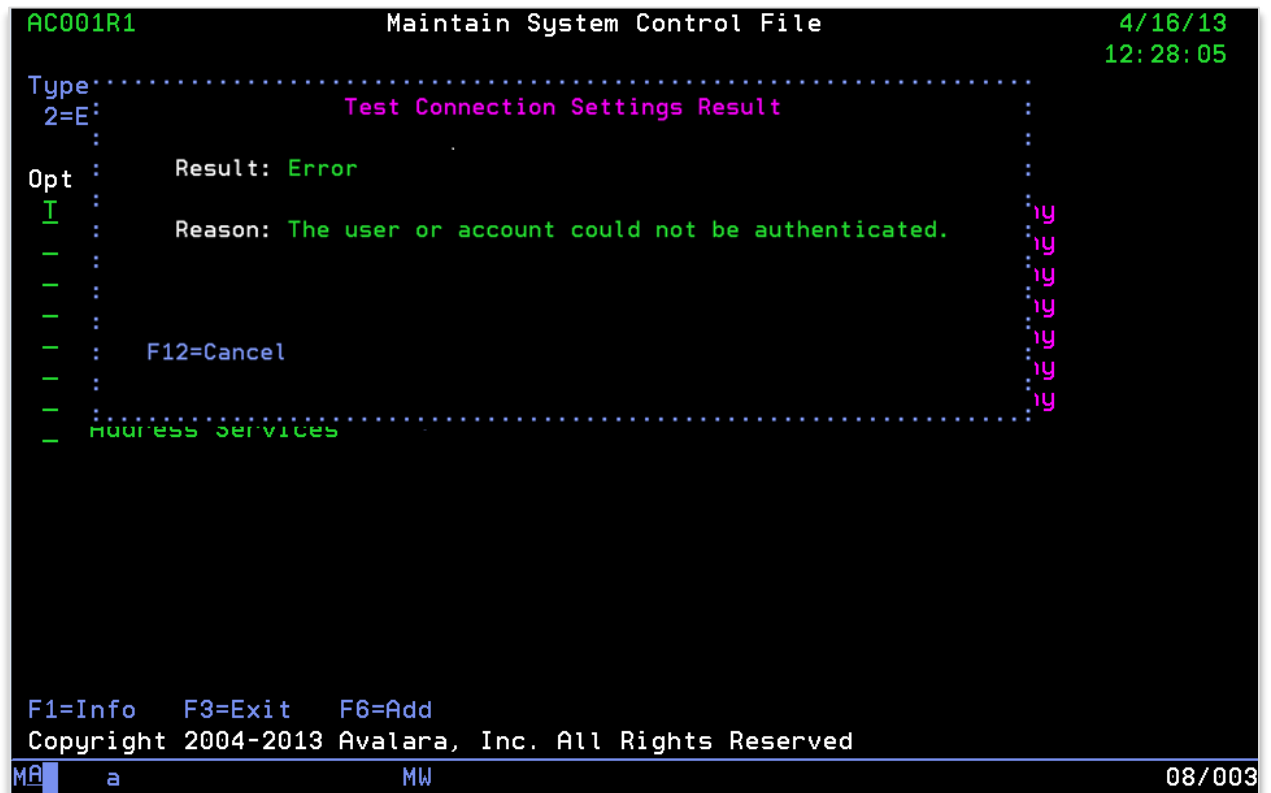 AC001R1 Maintain System Control File 4/16/13
12:28:05
Type
2=E
Test Connection Settings Result
Opt
Result: Error
T
Reason: The user or account could not be authenticated.
F12=Cancel
Address Services
F1=Info F3=Exit F6=Add
Copyright 2004-2013 Avalara, Inc. All Rights Reserved
MA a MW 08/003